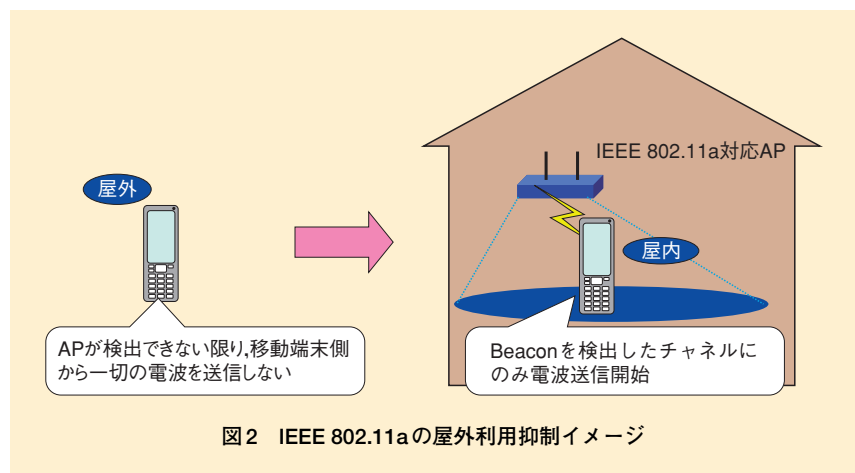 屋外
APが検出できない限り,移動端末側
から一切の電波を送信しない
IEEE 802.11a対応AP
屋内
Beaconを検出したチャネルに
のみ電波送信開始
図2 IEEE 802.11aの屋外利用抑制イメージ